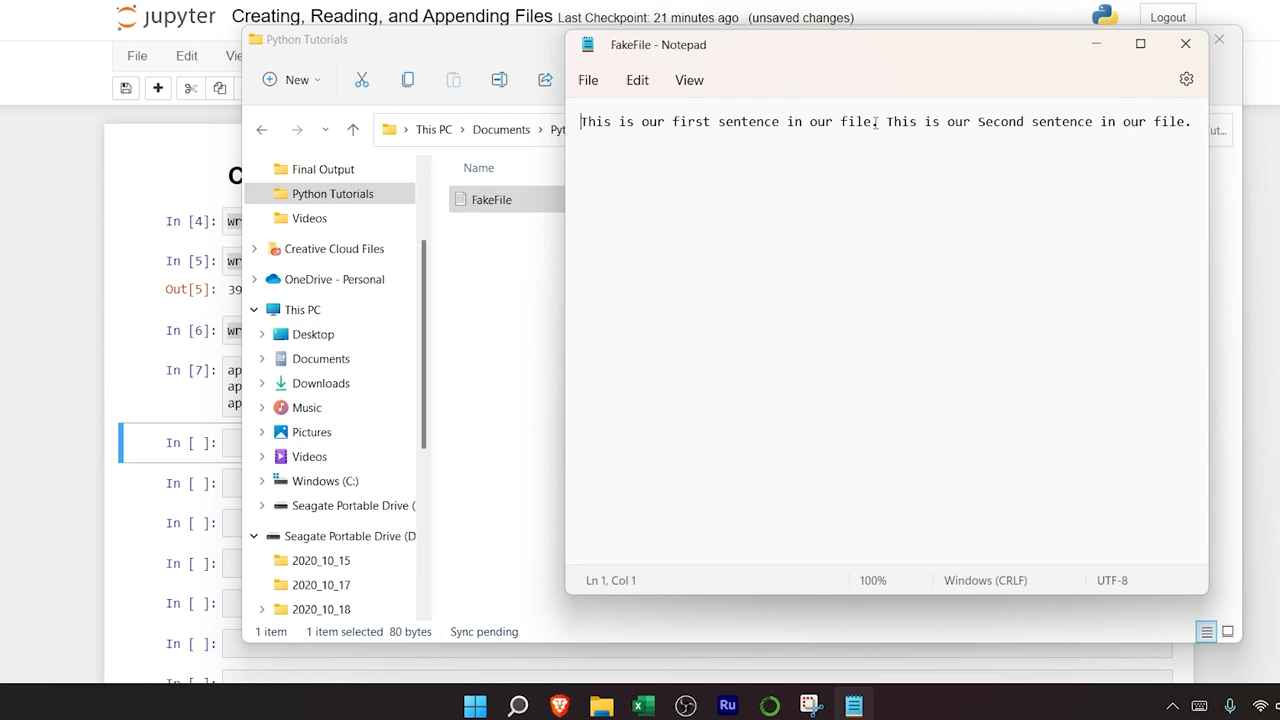 jupyter Creating, Reading, and Appending Files Last Checkpoint: 21 minutes ago (unsaved changes)
Logout
File Edit
Python Tutorials
FakeFile - Notepad
New
File Edit View
This PC > Documents >
This is our first sentence in our file. This is our Second sentence in our file.
Final Output
Name
Python Tutorials
FakeFile
Videos
In [4]:
Creative Cloud Files
In [5]:
OneDrive - Personal
Out[5]: 39
This PC
In [6]:
Desktop
Documents
In [7]: ap
ap
ap
Downloads
Music
Pictures
In [ ]:
Videos
Windows (C:)
In [ ]:
Seagate Portable Drive (
In [ ]:
Seagate Portable Drive (D
2020_10_15
In [ ]:
2020_10_17
In [ ]:
2020_10_18
Ln 1, Col 1 100% Windows (CRLF) UTF-8
1 item 1 item selected 80 bytes Sync pending
In [ ]:
Ru